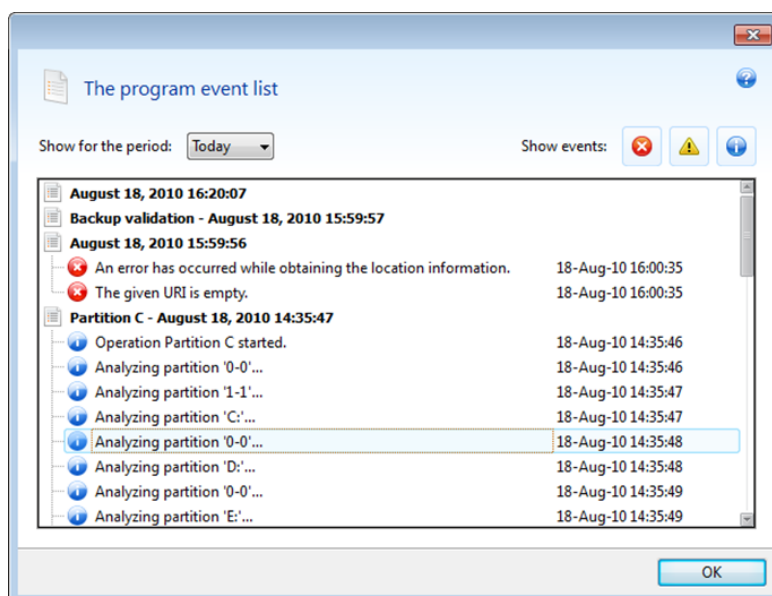 The program event list
Show for the period: Today Show events:
August 18, 2010 16:20:07
Backup validation - August 18, 2010 15:59:57
August 18, 2010 15:59:56
An error has occurred while obtaining the location information. 18-Aug-10 16:00:35
The given URI is empty. 18-Aug-10 16:00:35
Partition C - August 18, 2010 14:35:47
Operation Partition C started. 18-Aug-10 14:35:46
Analyzing partition '0-0'... 18-Aug-10 14:35:46
Analyzing partition '1-1'... 18-Aug-10 14:35:47
Analyzing partition 'C:'... 18-Aug-10 14:35:47
Analyzing partition '0-0'... 18-Aug-10 14:35:48
Analyzing partition 'D:'... 18-Aug-10 14:35:48
Analyzing partition '0-0'... 18-Aug-10 14:35:49
Analyzing partition 'E:'... 18-Aug-10 14:35:49
OK